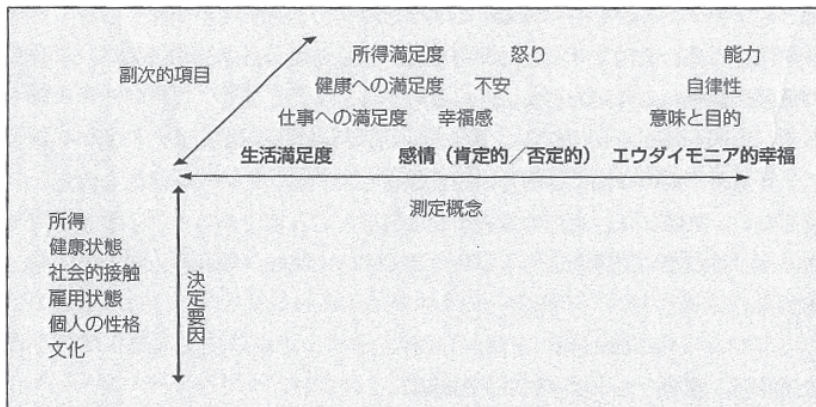 所得満足度 怒り 能力
副次的項目
健康への満足度 不安 自律性
仕事への満足度 幸福感 意味と目的
生活満足度 感情（肯定的／否定的） エウダイモニア的幸福
測定概念
所得
健康状態
社会的接触
雇用状態
個人の性格
文化
決定要因